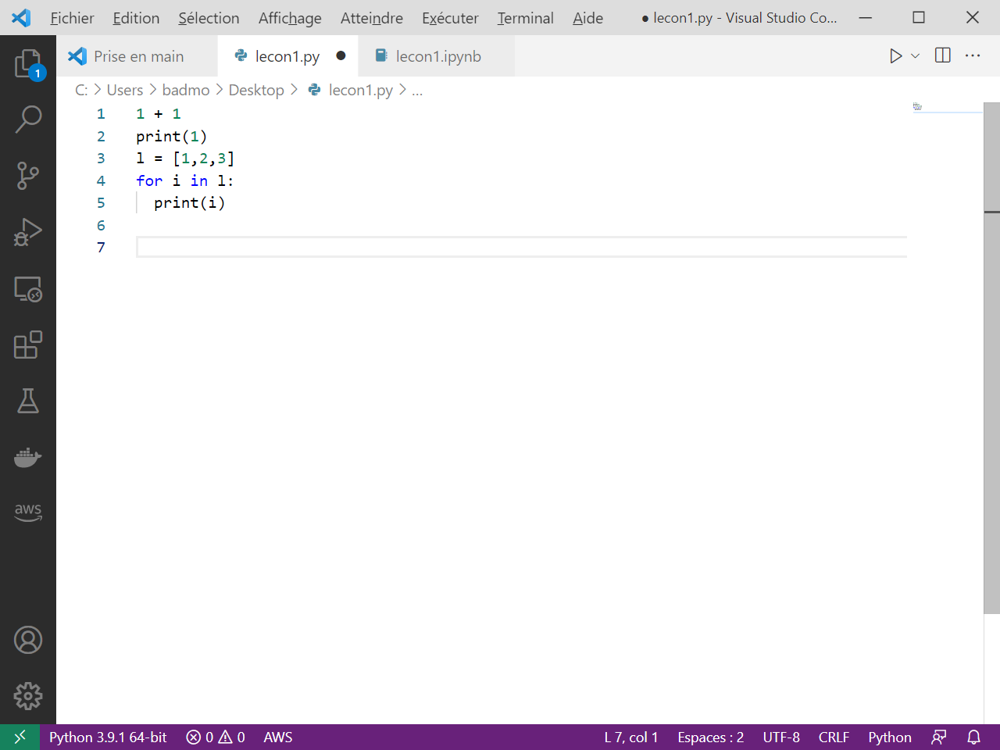 Fichier Edition Sélection Affichage Atteindre Exécuter Terminal Aide ● lecon1.py - Visual Studio Co...
Prise en main lecon1.py ● lecon1.ipynb
C: > Users > badmo > Desktop > lecon1.py > ...
1 1 + 1
2 print(1)
3 l = [1,2,3]
4 for i in l:
5 print(i)
6
7
1
aws
Python 3.9.1 64-bit 0 0 AWS L 7, col 1 Espaces : 2 UTF-8 CRLF Python